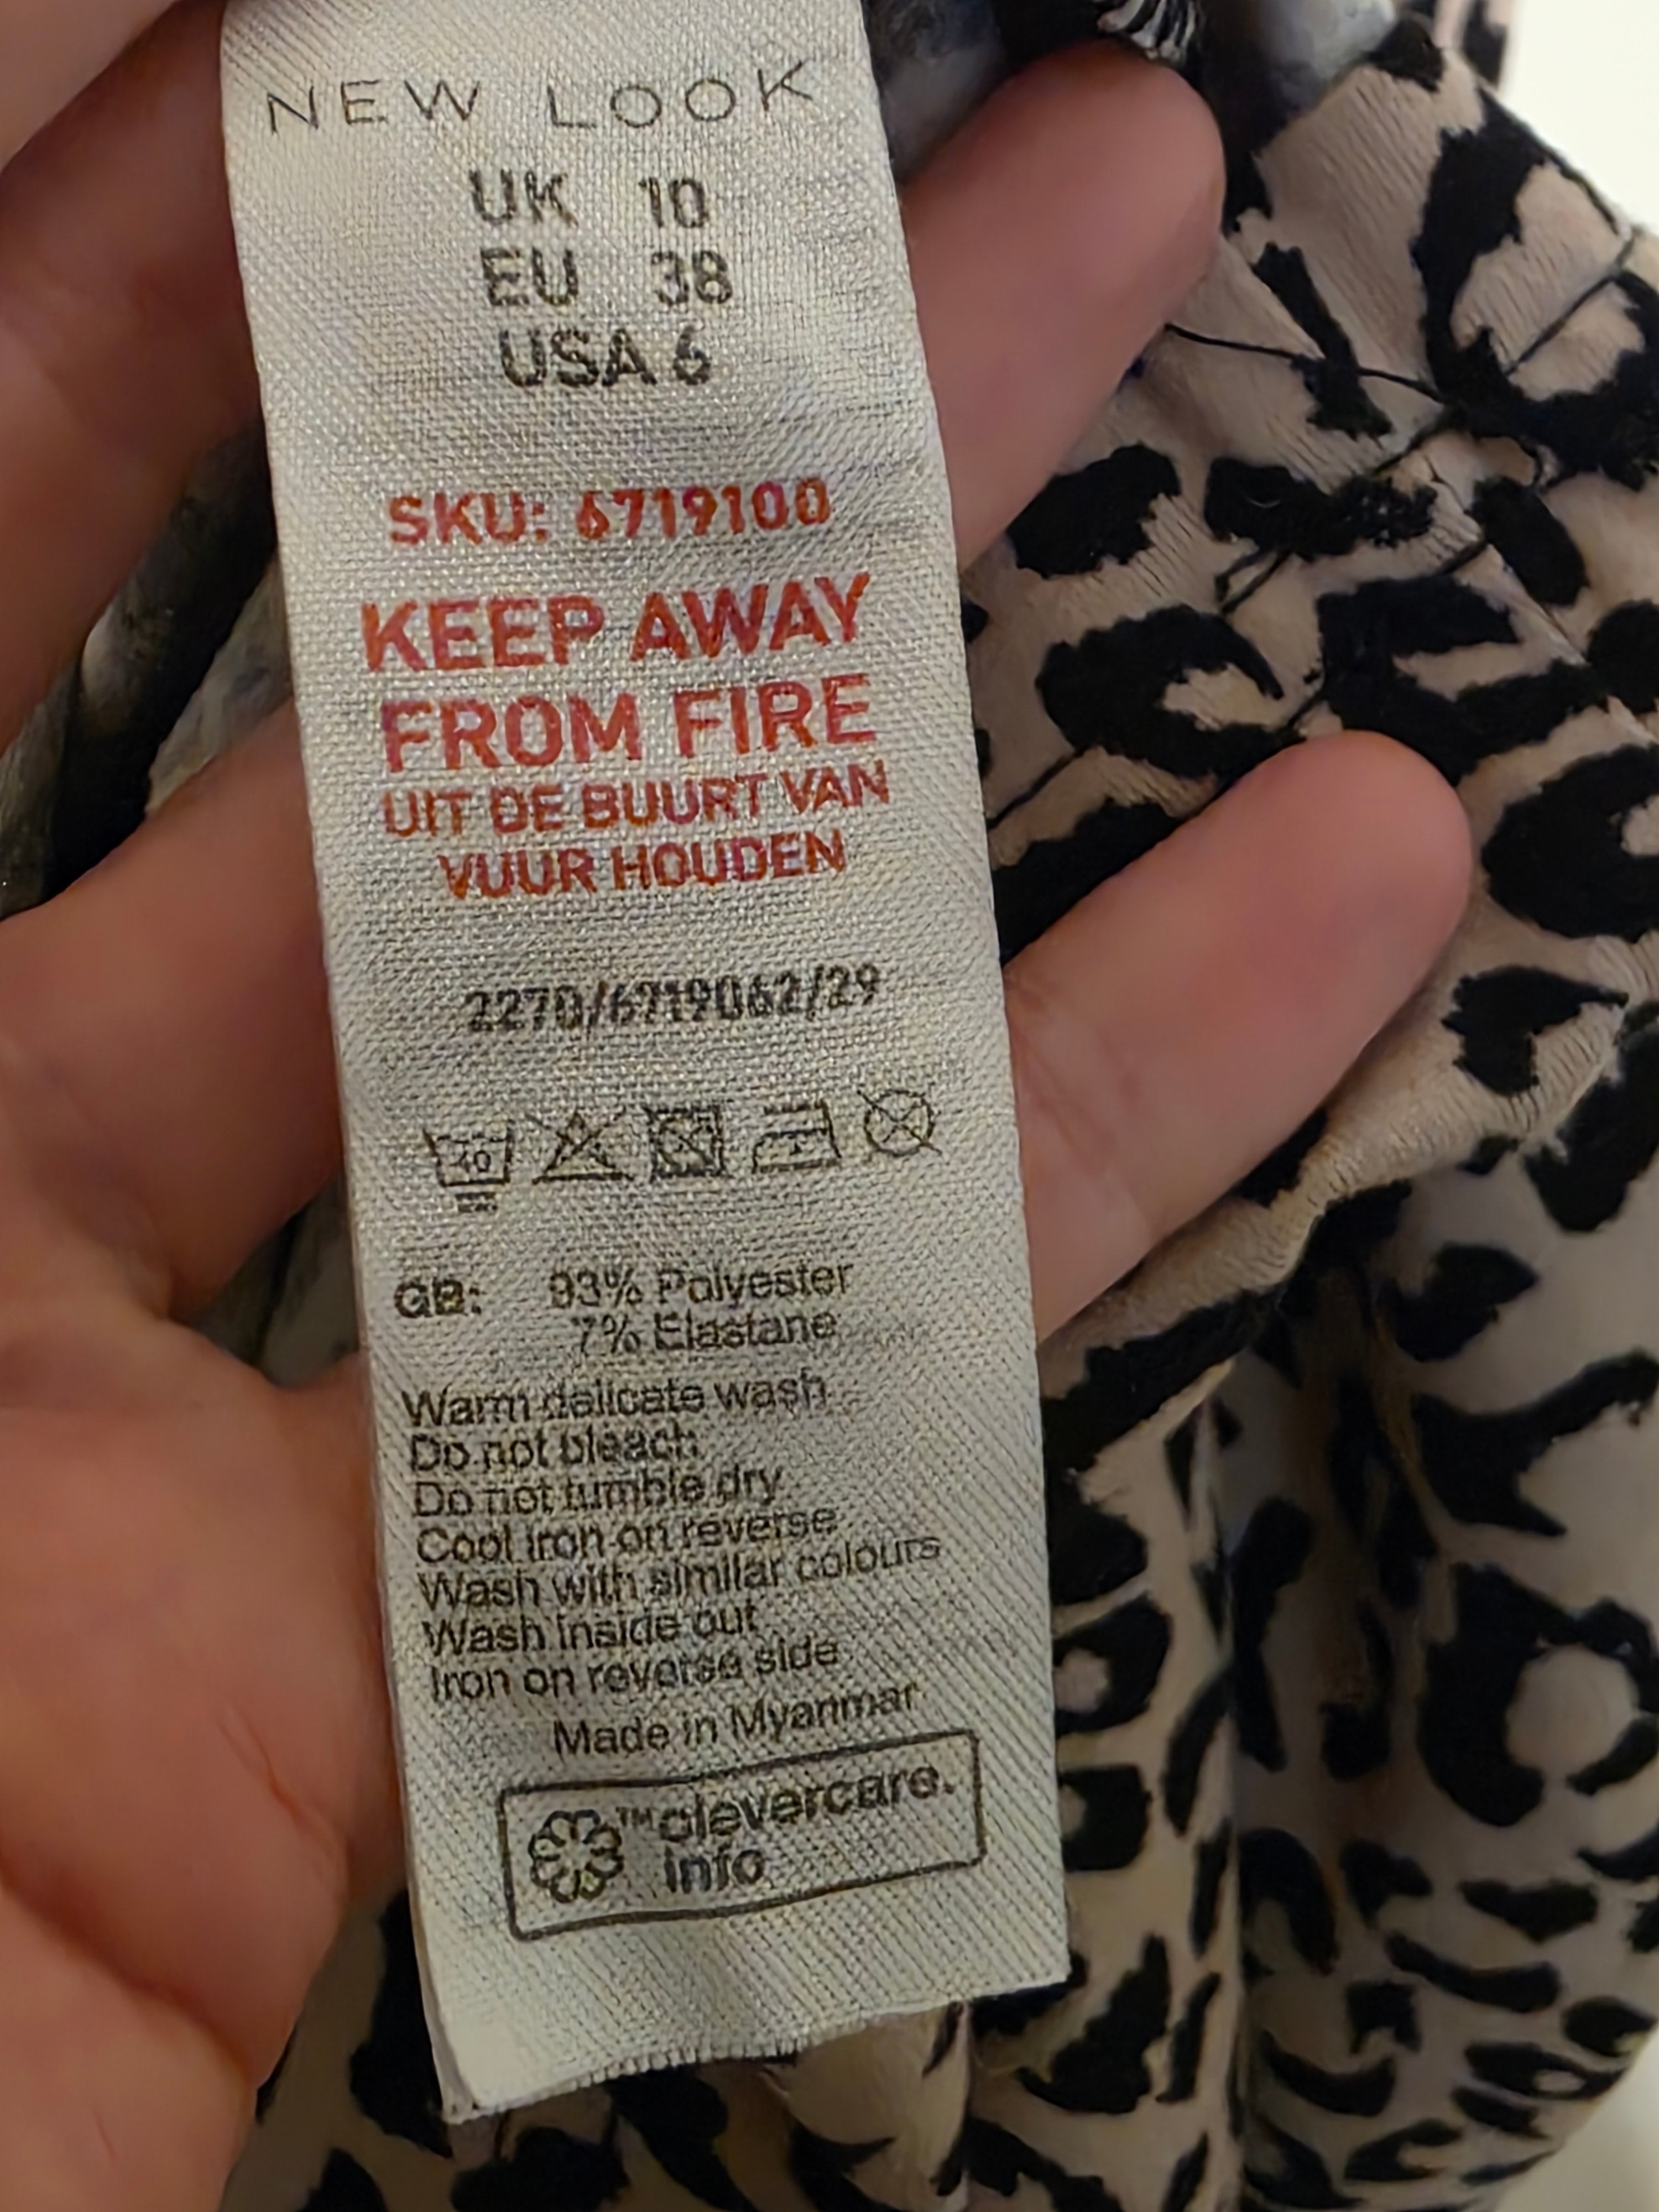 NEW LOOK
UK 10
EU 38
USA 6
SKU: 6719100
KEEP AWAY
FROM FIRE
UIT DE BUURT VAN
VUUR HOUDEN
2270/6719062/29
40
GB: 93% Polyester
7% Elastane
Warm delicate wash
Do not bleach
Do not tumble dry
Cool iron on reverse
Wash with similar colours
Wash inside out
Iron on reverse side
Made in Myanmar
™clevercare.
info